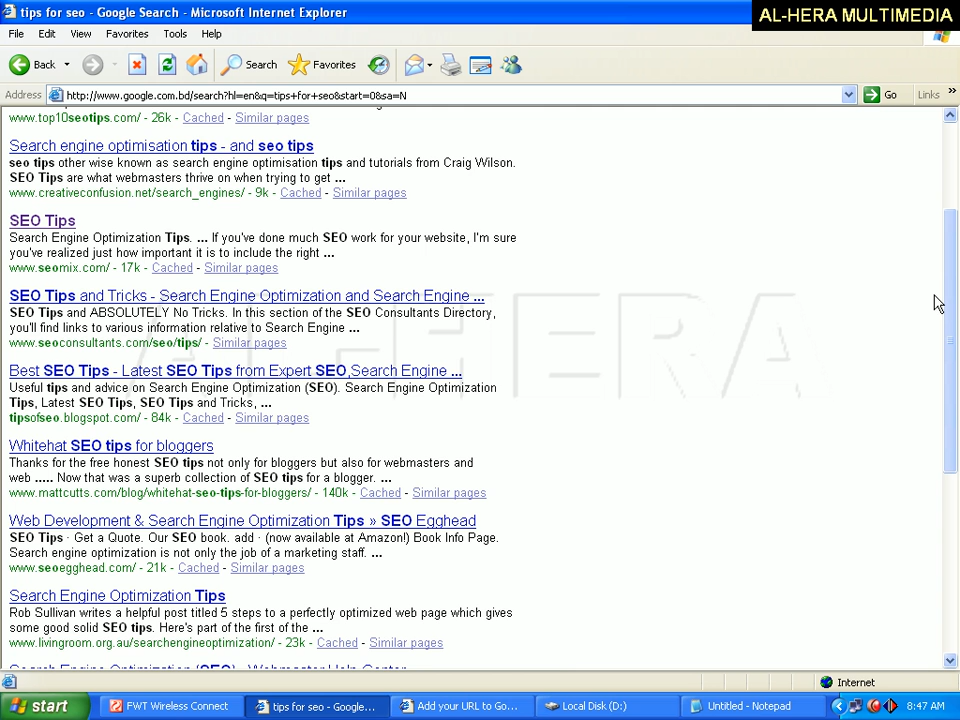 tips for seo - Google Search - Microsoft Internet Explorer
AL-HERA MULTIMEDIA
File Edit View Favorites Tools Help
Back Search Favorites
Address http://www.google.com.bd/search?hl=en&q=tips+for+seo&start=0&sa=N Go Links »
www.top10seotips.com/ - 26k - Cached - Similar pages
Search engine optimisation tips - and seo tips
seo tips other wise known as search engine optimisation tips and tutorials from Craig Wilson.
SEO Tips are what webmasters thrive on when trying to get ...
www.creativeconfusion.net/search_engines/ - 9k - Cached - Similar pages
SEO Tips
Search Engine Optimization Tips. ... If you've done much SEO work for your website, I'm sure
you've realized just how important it is to include the right ...
www.seomix.com/ - 17k - Cached - Similar pages
SEO Tips and Tricks - Search Engine Optimization and Search Engine ...
SEO Tips and ABSOLUTELY No Tricks. In this section of the SEO Consultants Directory,
you'll find links to various information relative to Search Engine ...
www.seoconsultants.com/seo/tips/ - Similar pages
AL-HERA
Best SEO Tips - Latest SEO Tips from Expert SEO,Search Engine ...
Useful tips and advice on Search Engine Optimization (SEO). Search Engine Optimization
Tips, Latest SEO Tips, SEO Tips and Tricks, ...
tipsofseo.blogspot.com/ - 84k - Cached - Similar pages
Whitehat SEO tips for bloggers
Thanks for the free honest SEO tips not only for bloggers but also for webmasters and
web ..... Now that was a superb collection of SEO tips for a blogger. ...
www.mattcutts.com/blog/whitehat-seo-tips-for-bloggers/ - 140k - Cached - Similar pages
Web Development & Search Engine Optimization Tips » SEO Egghead
SEO Tips · Get a Quote. Our SEO book. add · (now available at Amazon!) Book Info Page.
Search engine optimization is not only the job of a marketing staff. ...
www.seoegghead.com/ - 21k - Cached - Similar pages
Search Engine Optimization Tips
Rob Sullivan writes a helpful post titled 5 steps to a perfectly optimized web page which gives
some good solid SEO tips. Here's part of the first of the ...
www.livingroom.org.au/searchengineoptimization/ - 23k - Cached - Similar pages
Search Engine Optimization (SEO) - Webmaster Help Center
Internet
start FWT Wireless Connect tips for seo - Google... Add your URL to Go... Local Disk (D:) Untitled - Notepad 8:47 AM